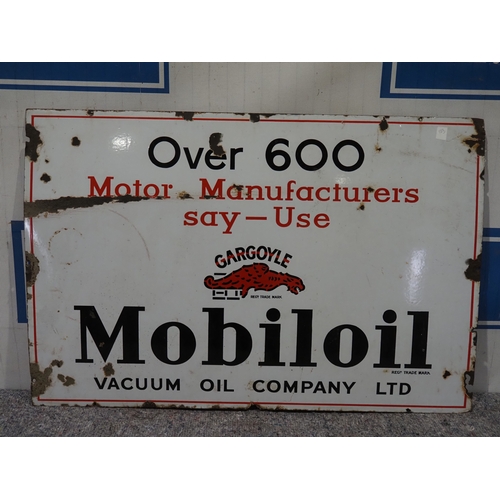 Over 600
Motor Manufacturers
say — Use
GARGOYLE
REGD TRADE MARK.
Mobiloil
REGD TRADE MARK.
VACUUM OIL COMPANY LTD